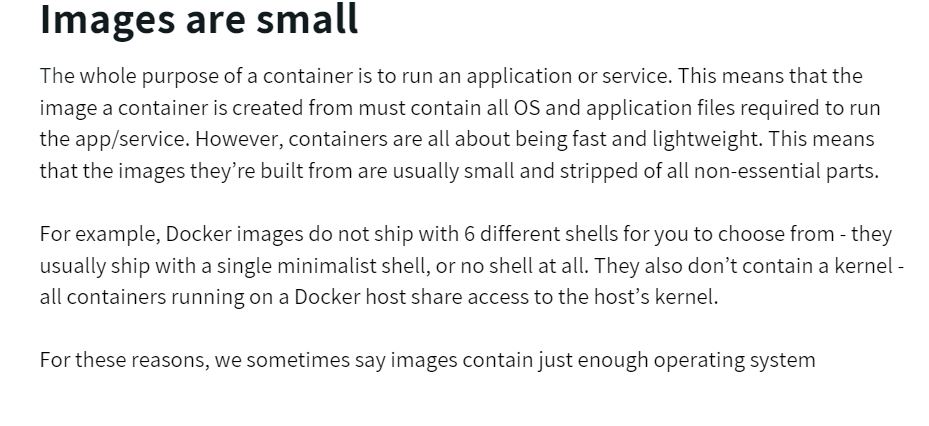 Images are small
The whole purpose of a container is to run an application or service. This means that the
image a container is created from must contain all OS and application files required to run
the app/service. However, containers are all about being fast and lightweight. This means
that the images they’re built from are usually small and stripped of all non-essential parts.
For example, Docker images do not ship with 6 different shells for you to choose from - they
usually ship with a single minimalist shell, or no shell at all. They also don’t contain a kernel -
all containers running on a Docker host share access to the host’s kernel.
For these reasons, we sometimes say images contain just enough operating system